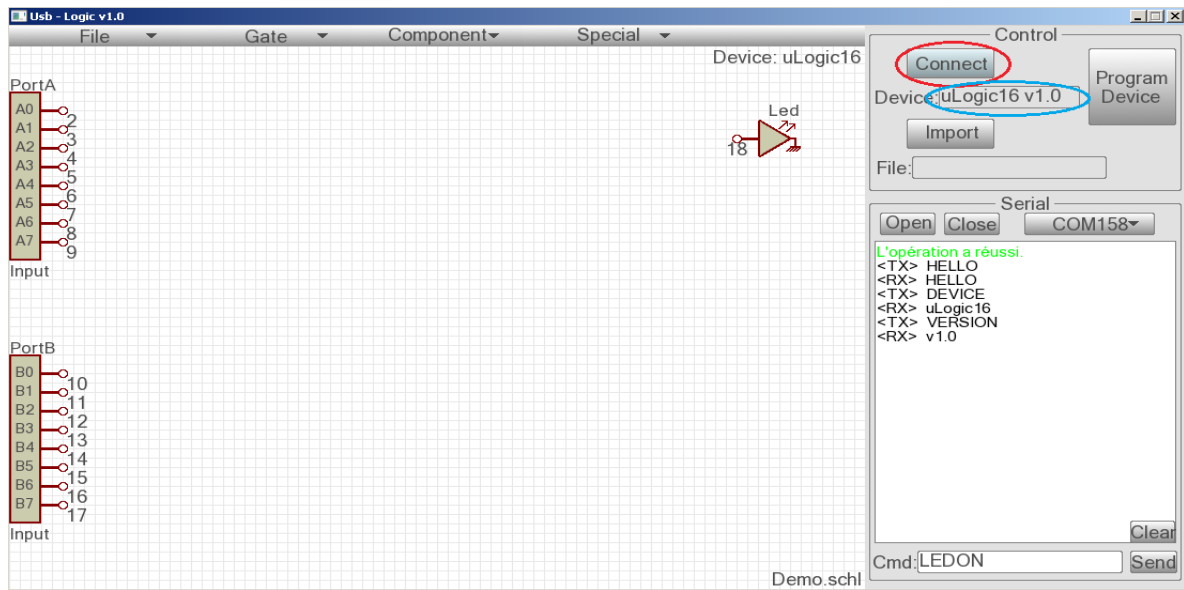 Usb - Logic v1.0
File Gate Component Special
Device: uLogic16
PortA
A0
2
A1
3
A2
4
A3
5
A4
6
A5
7
A6
8
A7
9
Input
Led
18
PortB
B0
10
B1
11
B2
12
B3
13
B4
14
B5
15
B6
16
B7
17
Input
Demo.schl
Control
Connect
Program
Device
Device: uLogic16 v1.0
Import
File:
Serial
Open Close COM158
L'opération a réussi.
<TX> HELLO
<RX> HELLO
<TX> DEVICE
<RX> uLogic16
<TX> VERSION
<RX> v1.0
Clear
Cmd: LEDON Send